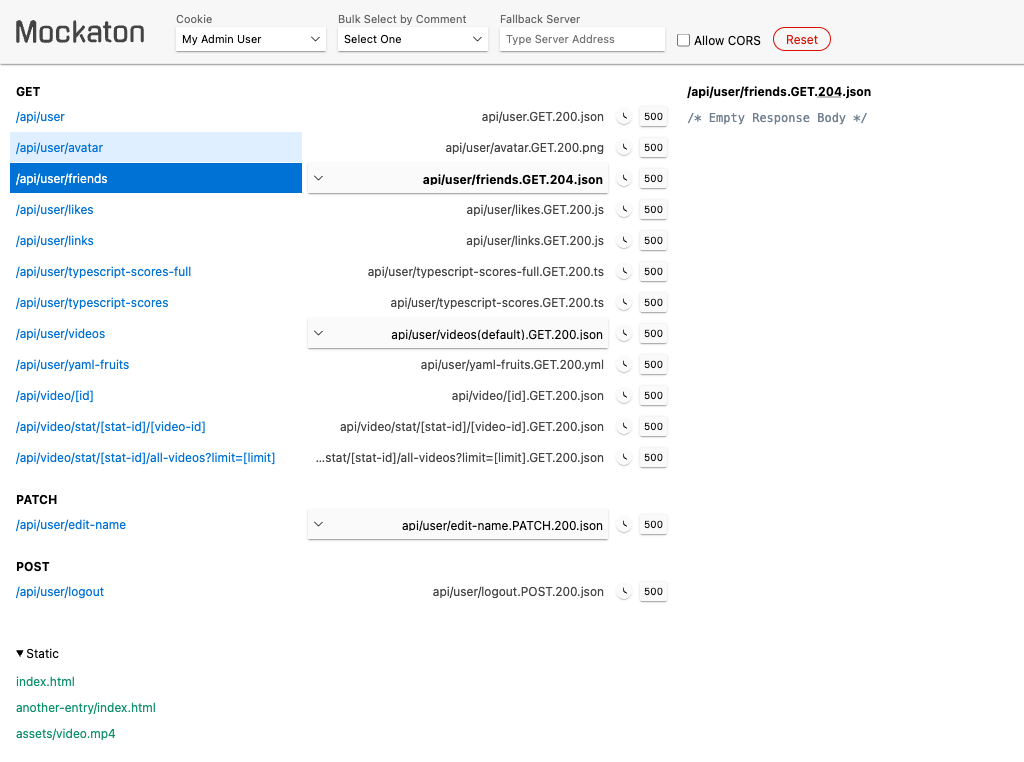 Mockaton
Cookie
My Admin User
Bulk Select by Comment
Select One
Fallback Server
Type Server Address
Allow CORS
Reset
GET
/api/user api/user.GET.200.json 500
/api/user/avatar api/user/avatar.GET.200.png 500
/api/user/friends api/user/friends.GET.204.json 500
/api/user/likes api/user/likes.GET.200.js 500
/api/user/links api/user/links.GET.200.js 500
/api/user/typescript-scores-full api/user/typescript-scores-full.GET.200.ts 500
/api/user/typescript-scores api/user/typescript-scores.GET.200.ts 500
/api/user/videos api/user/videos(default).GET.200.json 500
/api/user/yaml-fruits api/user/yaml-fruits.GET.200.yml 500
/api/video/[id] api/video/[id].GET.200.json 500
/api/video/stat/[stat-id]/[video-id] api/video/stat/[stat-id]/[video-id].GET.200.json 500
/api/video/stat/[stat-id]/all-videos?limit=[limit] ...stat/[stat-id]/all-videos?limit=[limit].GET.200.json 500
PATCH
/api/user/edit-name api/user/edit-name.PATCH.200.json 500
POST
/api/user/logout api/user/logout.POST.200.json 500
Static
index.html
another-entry/index.html
assets/video.mp4
/api/user/friends.GET.204.json
/* Empty Response Body */